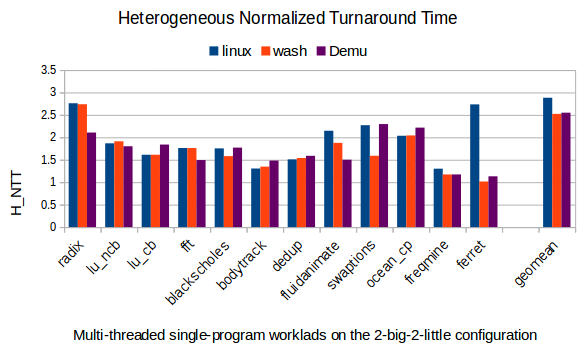 Heterogeneous Normalized Turnaround Time
linux wash Demu
3.5
3
2.5
2
1.5
1
0.5
0
H_NTT
radix
lu_ncb
lu_cb
fft
blackscholes
bodytrack
dedup
fluidanimate
swaptions
ocean_cp
freqmine
ferret
geomean
Multi-threaded single-program worklads on the 2-big-2-little configuration